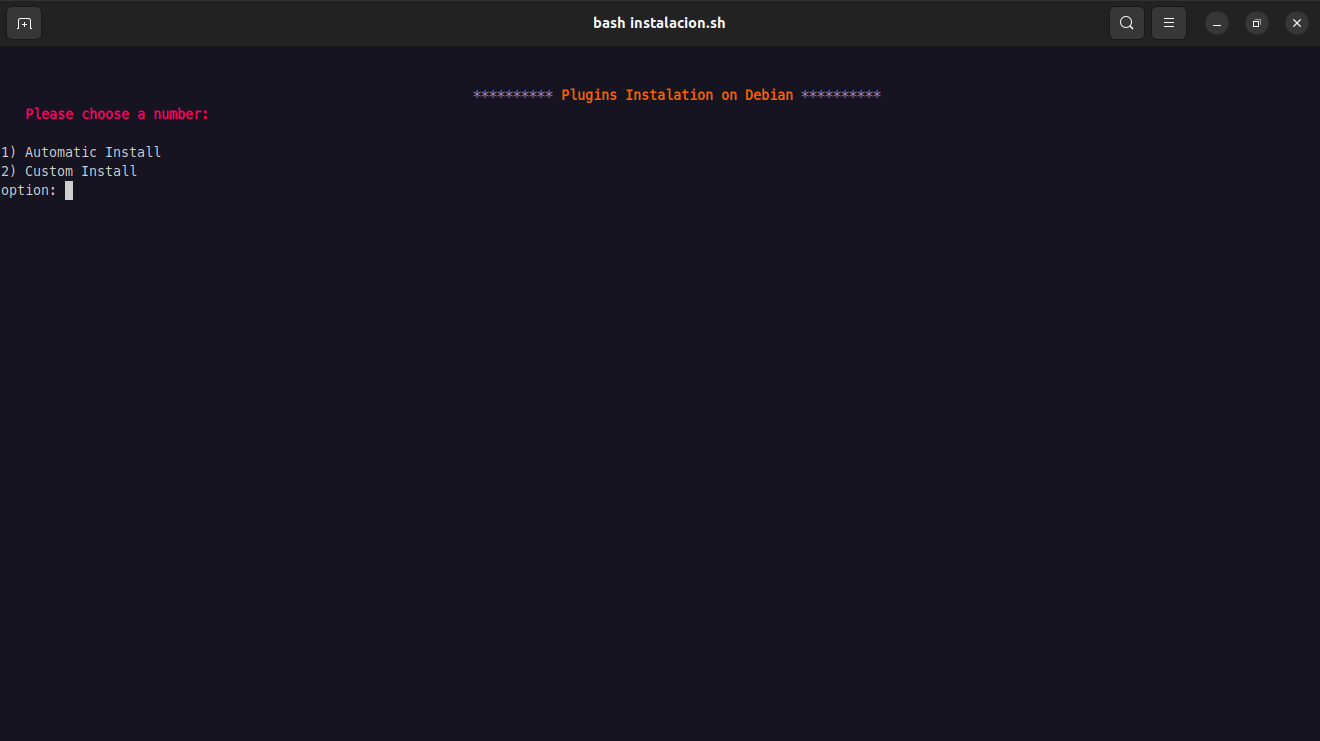 bash instalacion.sh
********** Plugins Instalation on Debian **********
Please choose a number:
1) Automatic Install
2) Custom Install
option: